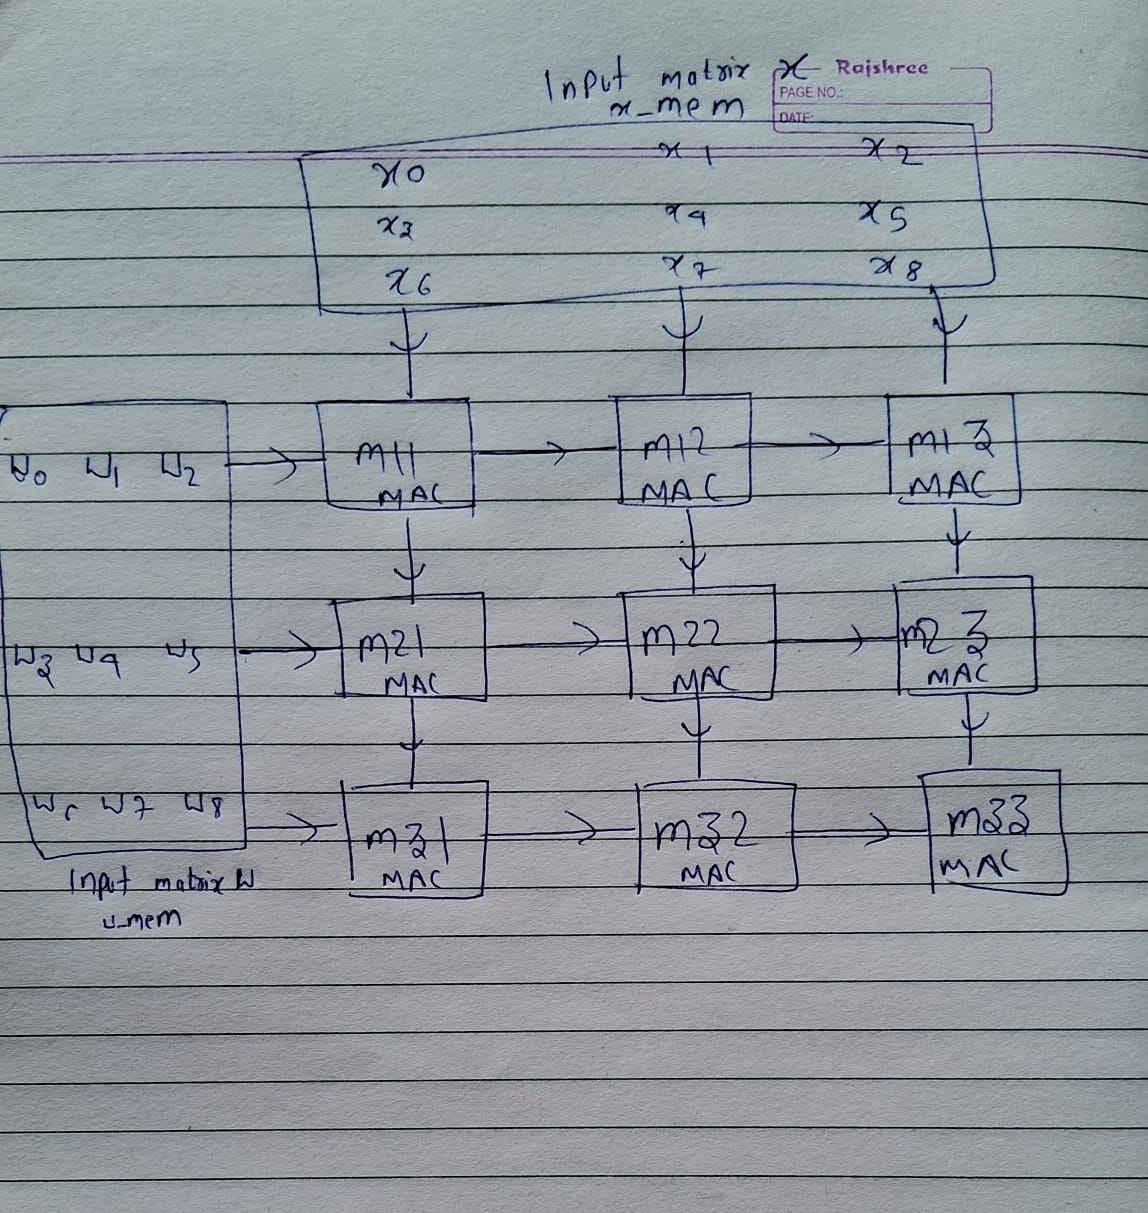 Input matrix x Rajshree
PAGE NO.:
x_mem
DATE:
x0 x1 x2
x3 x4 x5
x6 x7 x8
W0 W1 W2
m11 m12 m13
MAC MAC MAC
W3 W4 W5
m21 m22 m23
MAC MAC MAC
W7 W8
m31 m32 m33
MAC MAC MAC
Input matrix W